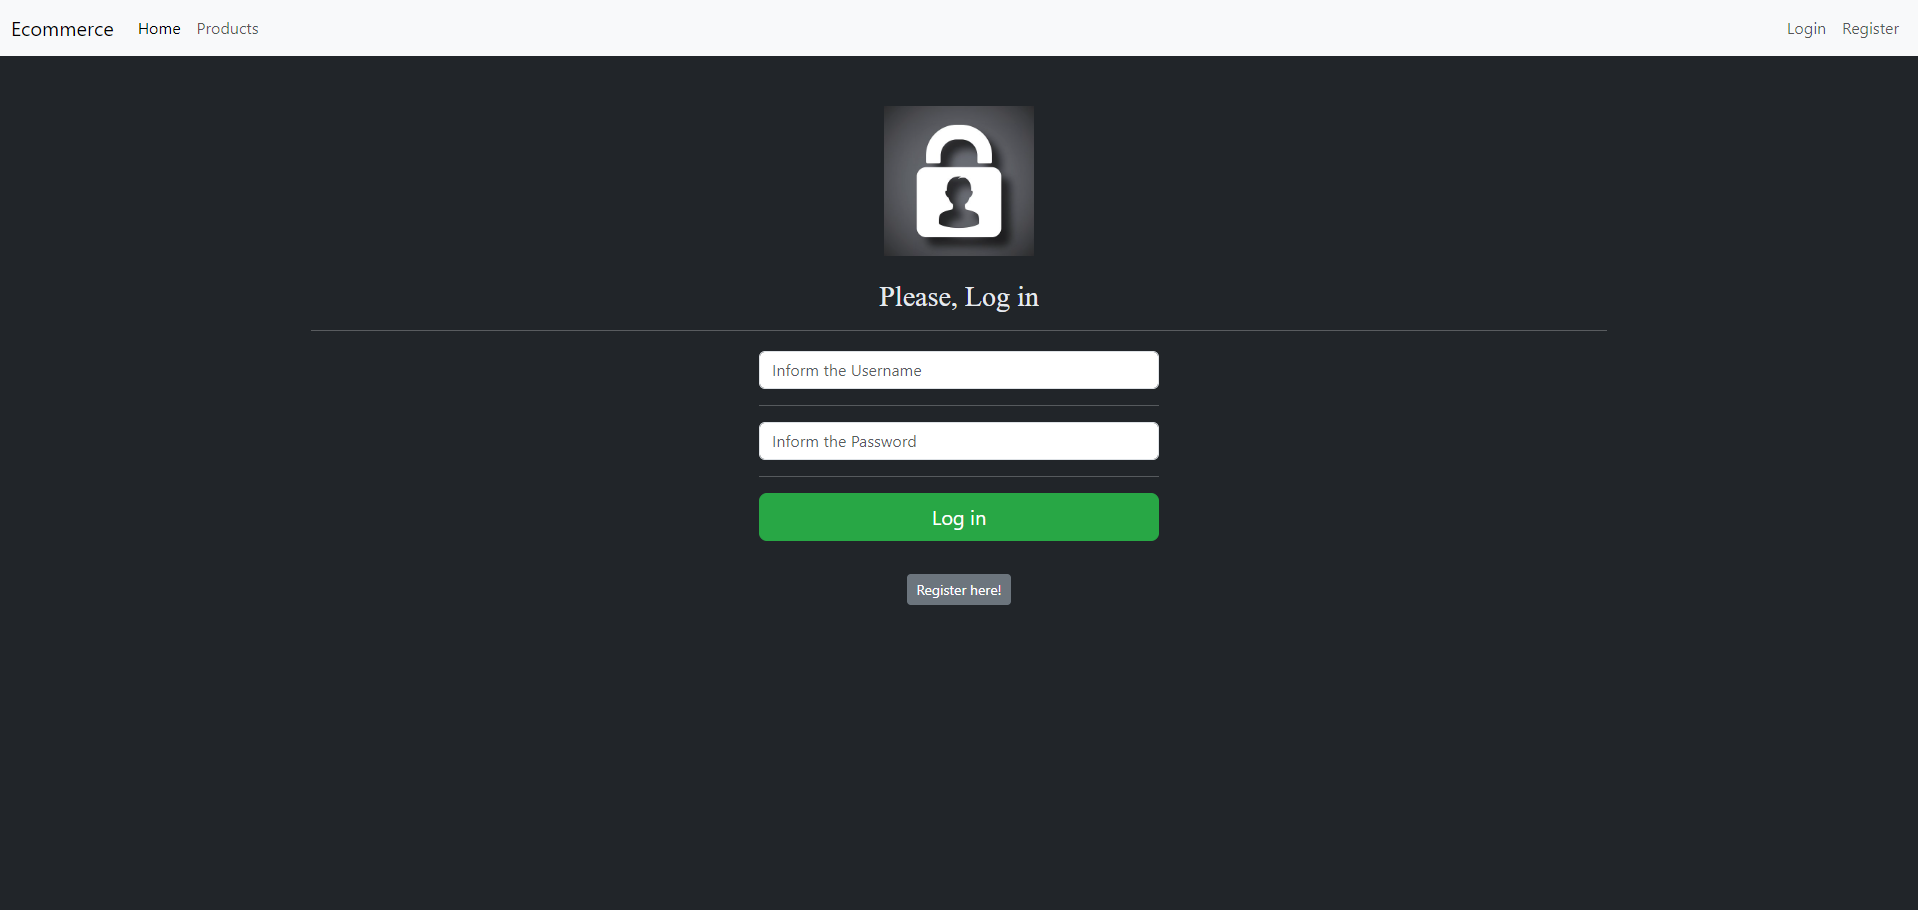 Ecommerce Home Products Login Register
Please, Log in
Inform the Username
Inform the Password
Log in
Register here!